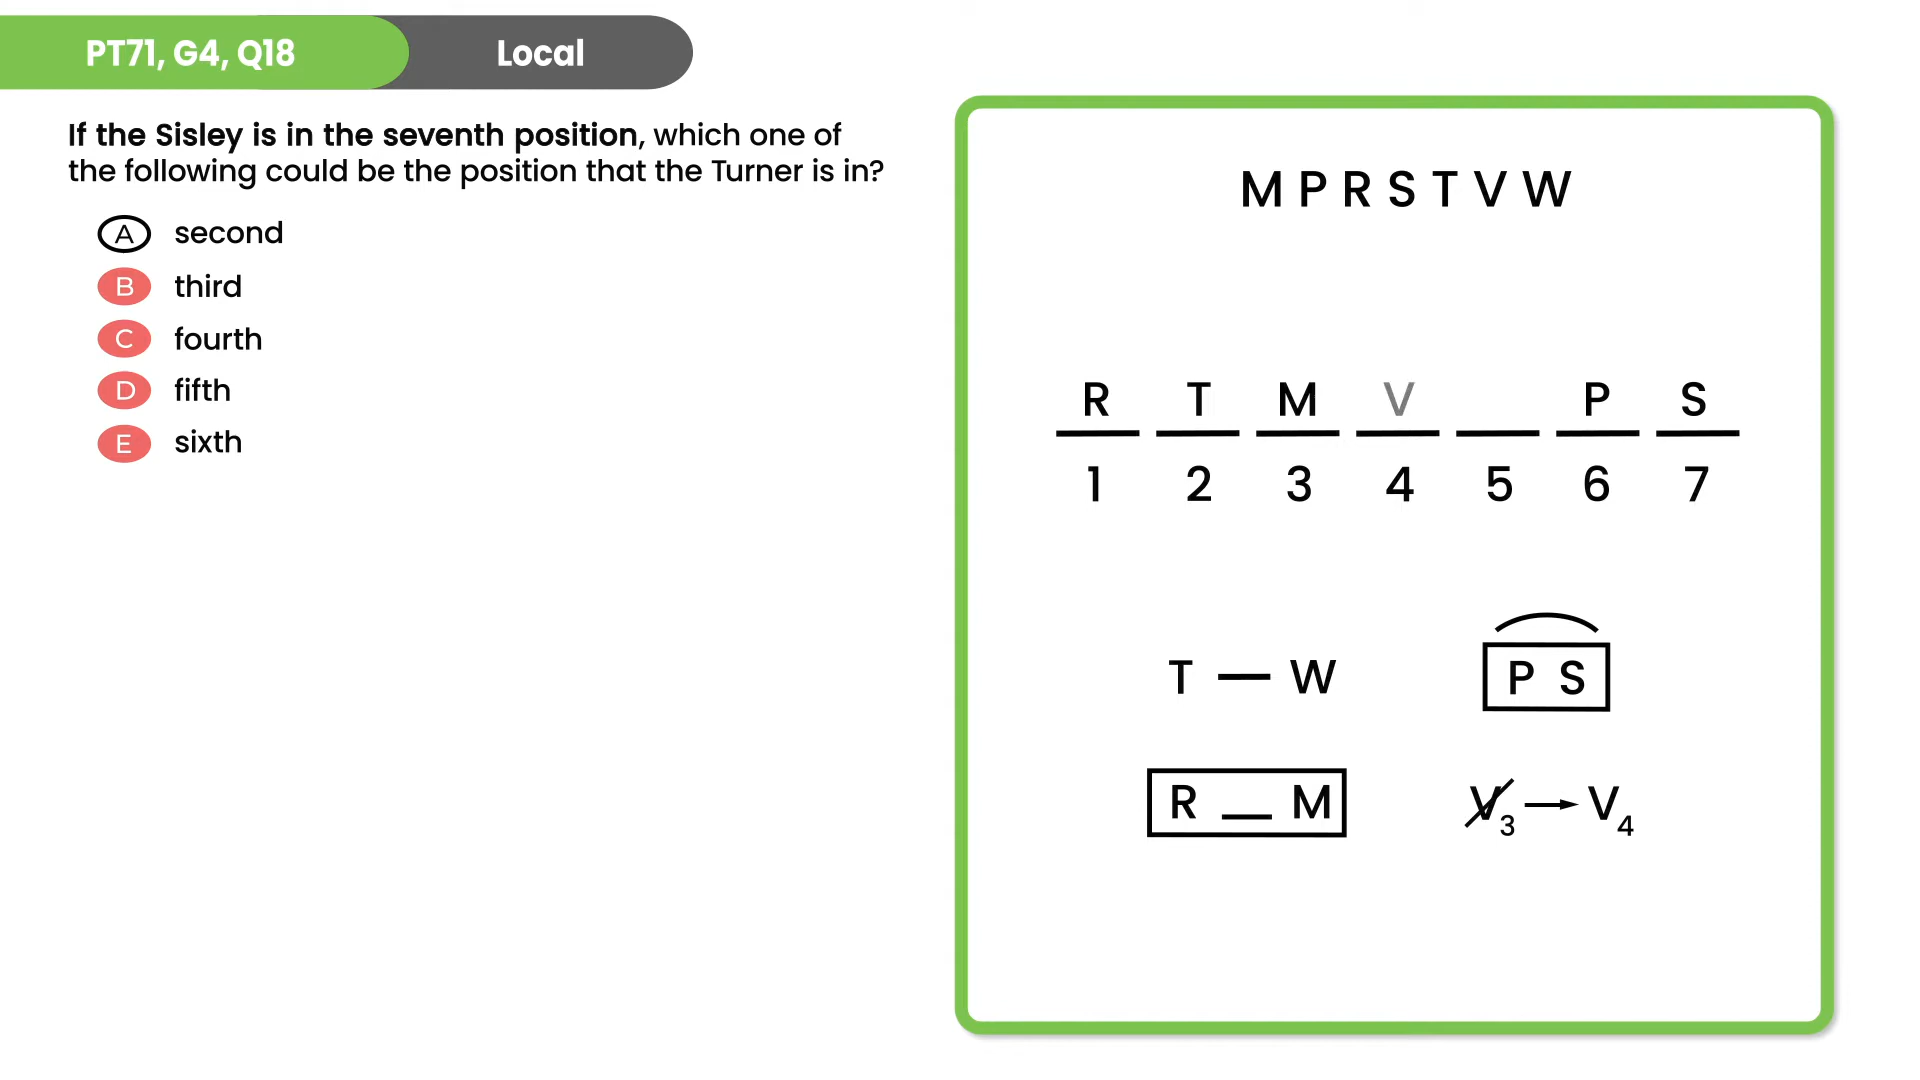 PT71, G4, Q18 Local
If the Sisley is in the seventh position, which one of
the following could be the position that the Turner is in?
A second
B third
C fourth
D fifth
E sixth
M P R S T V W
R T M V P S
1 2 3 4 5 6 7
T — W
P S
R __ M
V3 → V4